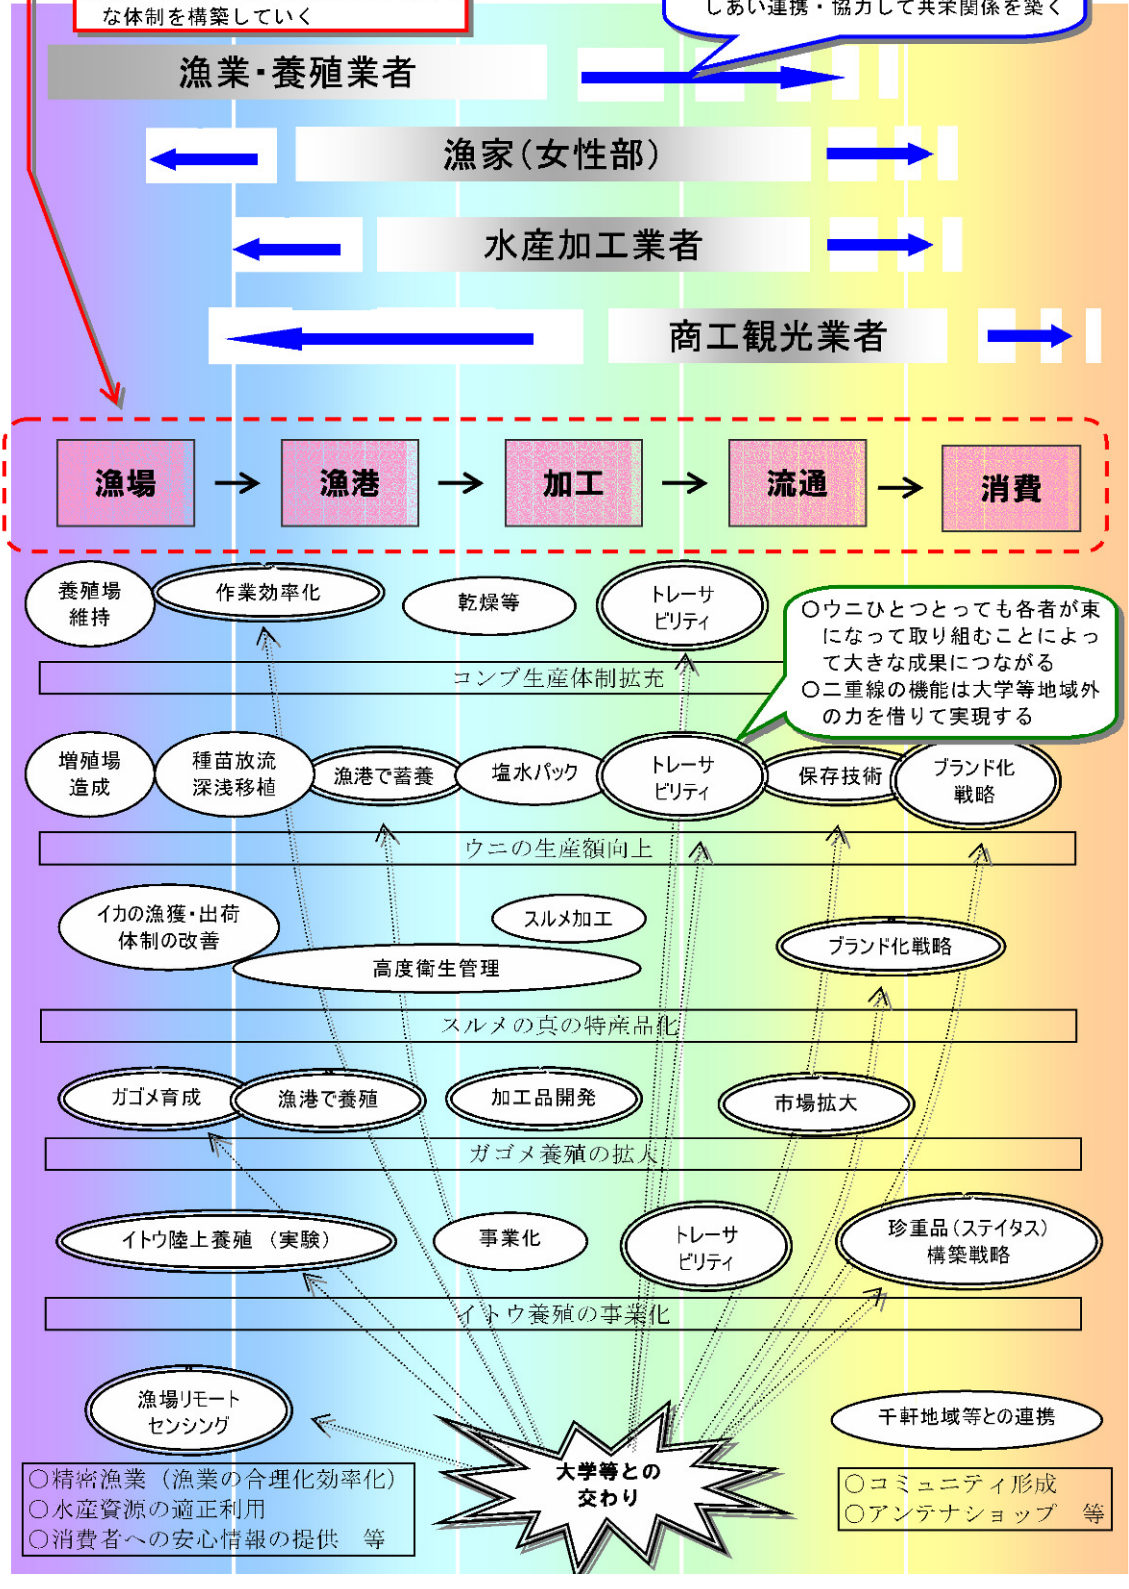 な体制を構築していく
しあい連携・協力して共栄関係を築く
漁業・養殖業者
漁家（女性部）
水産加工業者
商工観光業者
漁場 → 漁港 → 加工 → 流通 → 消費
養殖場
維持
作業効率化
乾燥等
トレーサ
ビリティ
○ウニひとつとっても各者が束
になって取り組むことによっ
て大きな成果につながる
○二重線の機能は大学等地域外
の力を借りて実現する
コンブ生産体制拡充
増殖場
造成
種苗放流
深浅移植
漁港で蓄養
塩水パック
トレーサ
ビリティ
保存技術
ブランド化
戦略
ウニの生産額向上
イカの漁獲・出荷
体制の改善
スルメ加工
高度衛生管理
ブランド化戦略
スルメの真の特産品化
ガゴメ育成
漁港で養殖
加工品開発
市場拡大
ガゴメ養殖の拡大
イトウ陸上養殖（実験）
事業化
トレーサ
ビリティ
珍重品（ステイタス）
構築戦略
イトウ養殖の事業化
漁場リモート
センシング
千軒地域等との連携
大学等との
交わり
○精密漁業（漁業の合理化効率化）
○水産資源の適正利用
○消費者への安心情報の提供　等
○コミュニティ形成
○アンテナショップ　等